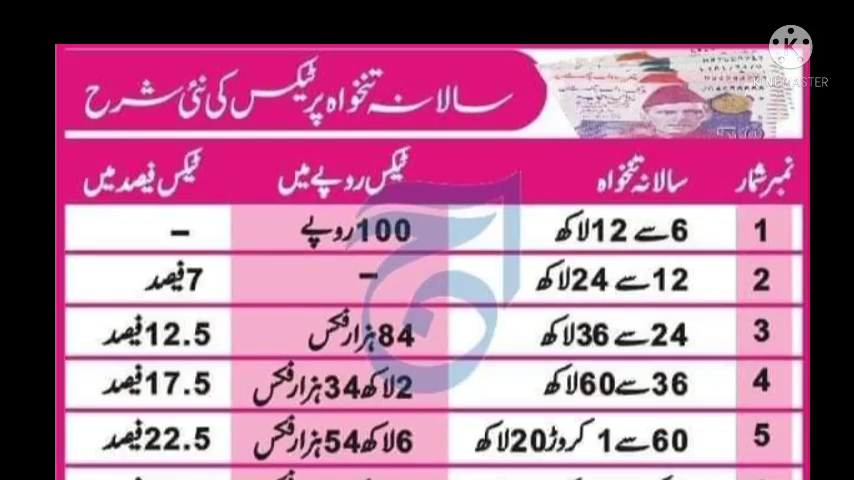 KINEMASTER
سالانہ تنخواہ پر ٹیکس کی نئی شرح
نمبر شمار سالانہ تنخواہ ٹیکس روپے میں ٹیکس فیصد میں
1 6 سے 12 لاکھ 100 روپے –
2 12 سے 24 لاکھ – 7 فیصد
3 24 سے 36 لاکھ 84 ہزار فکس 12.5 فیصد
4 36 سے 60 لاکھ 2 لاکھ 34 ہزار فکس 17.5 فیصد
5 60 سے 1 کروڑ 20 لاکھ 6 لاکھ 54 ہزار فکس 22.5 فیصد